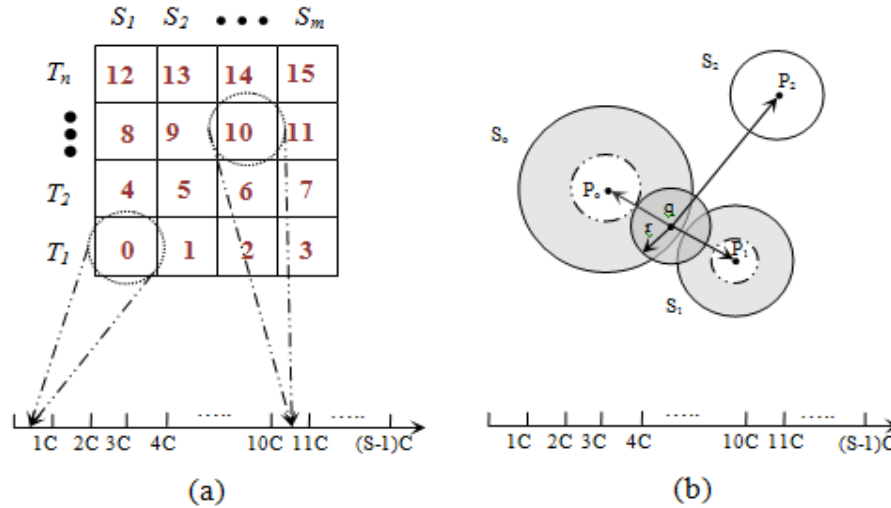 S1 S2 • • • Sm
Tn 12 13 14 15
8 9 10 11
T2 4 5 6 7
T1 0 1 2 3
1C 2C 3C 4C ..... 10C 11C ..... (S-1)C
(a)
S2
P2
So
Po q
r P1
S1
1C 2C 3C 4C ..... 10C 11C ..... (S-1)C
(b)